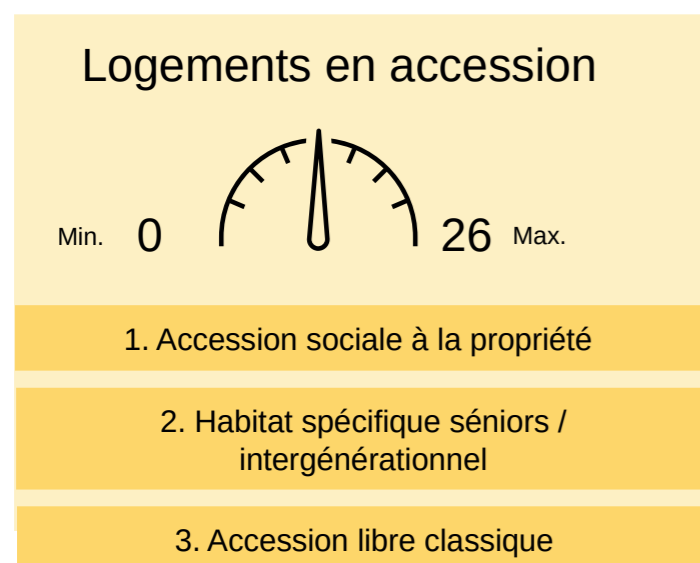 Logements en accession
Min. 0 26 Max.
1. Accession sociale à la propriété
2. Habitat spécifique séniors /
intergénérationnel
3. Accession libre classique